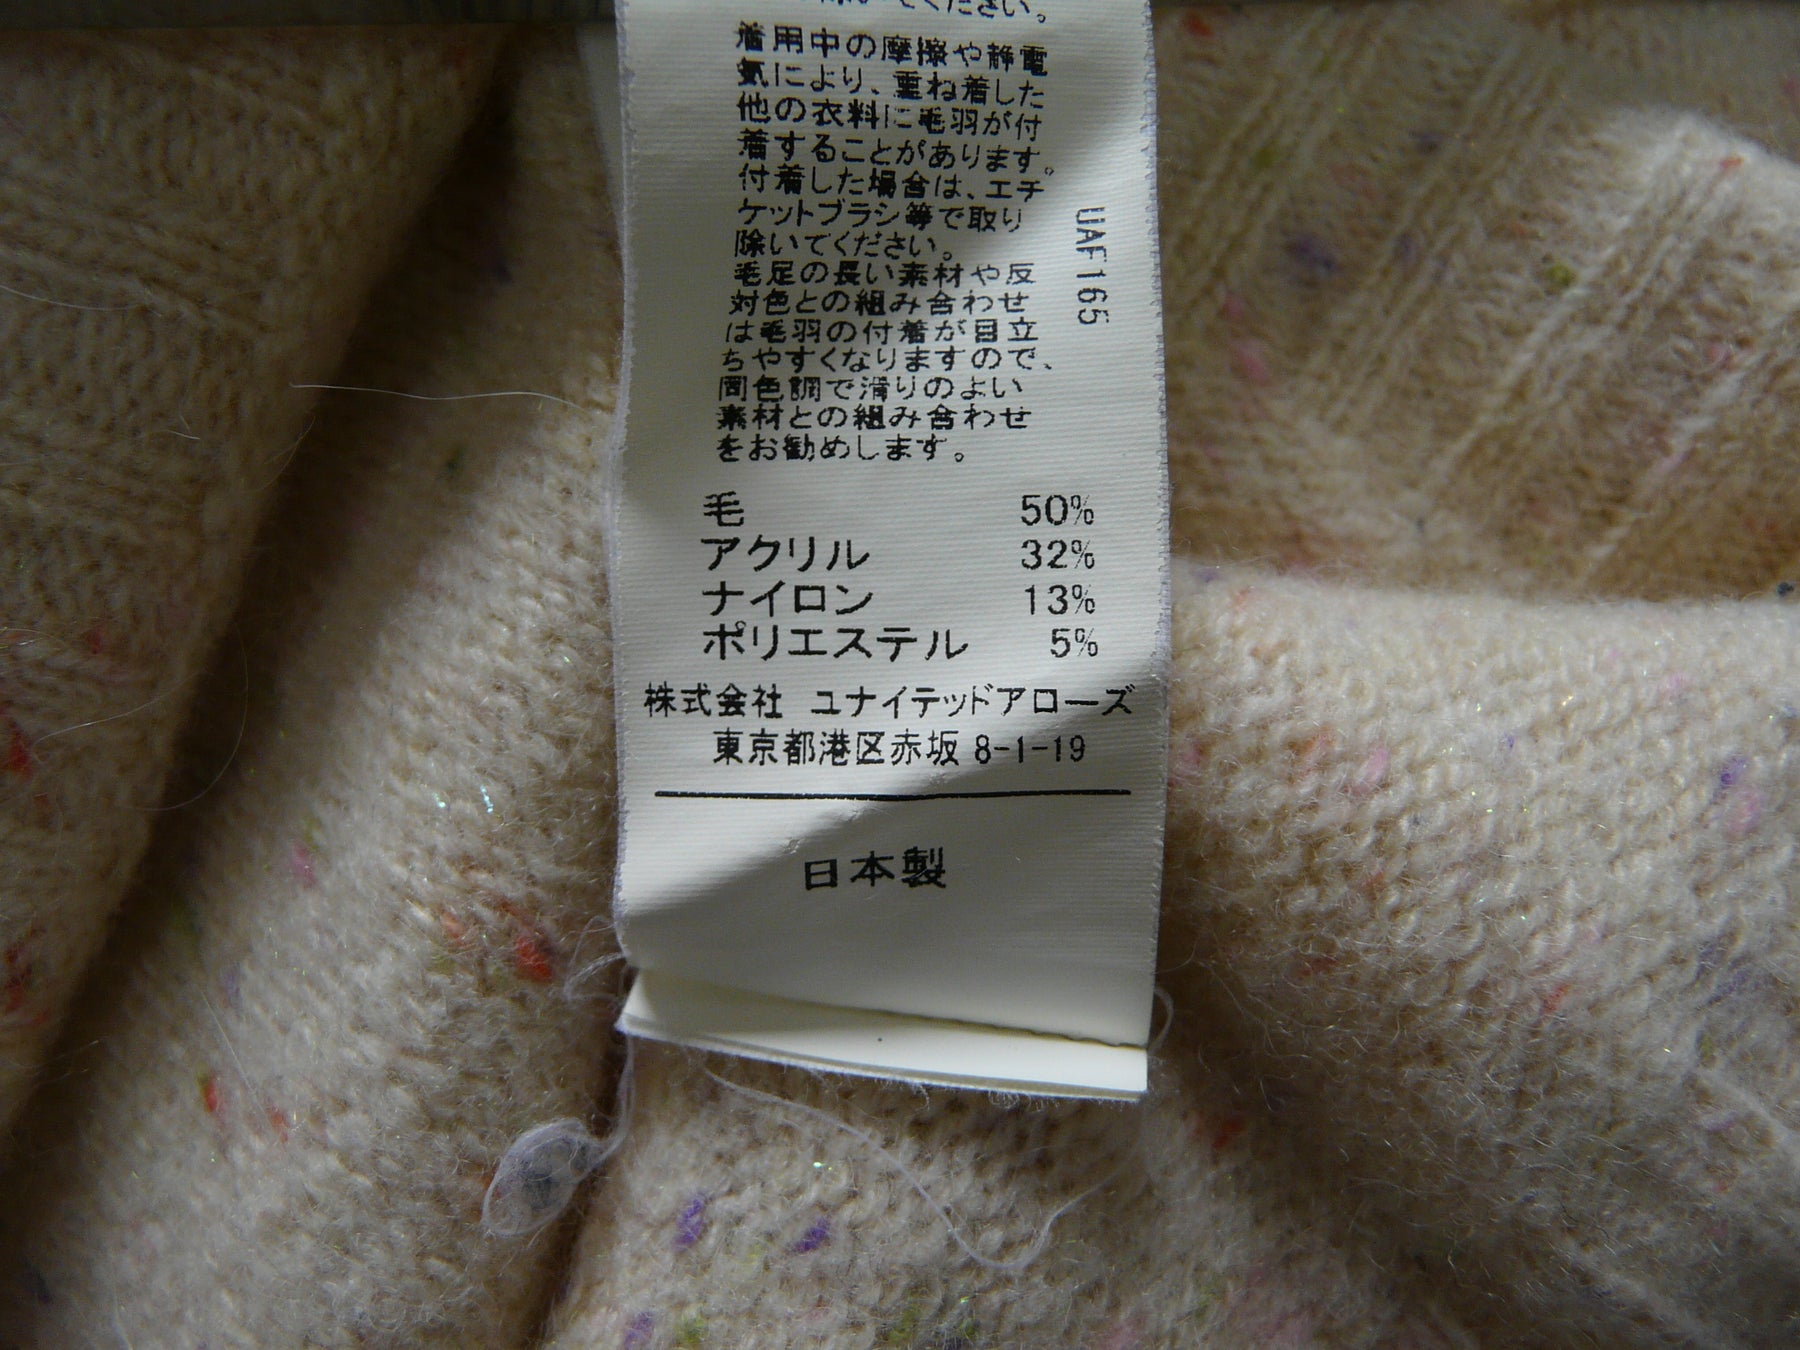 除いてください。
着用中の摩擦や静電
気により、重ね着した
他の衣料に毛羽が付
着することがあります。
付着した場合は、エチ
ケットブラシ等で取り
除いてください。
毛足の長い素材や反
対色との組み合わせ
は毛羽の付着が目立
ちやすくなりますので、
同色調で滑りのよい
素材との組み合わせ
をお勧めします。
UAF165
毛 50%
アクリル 32%
ナイロン 13%
ポリエステル 5%
株式会社 ユナイテッドアローズ
東京都港区赤坂 8-1-19
日本製